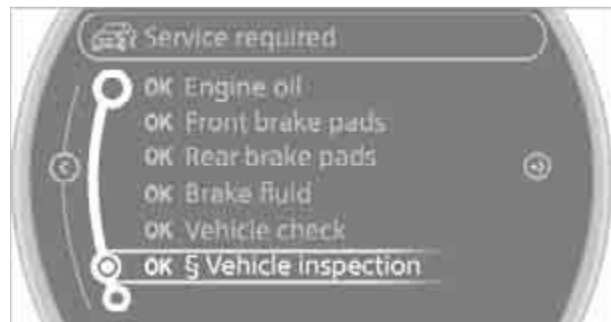 Service required
OK Engine oil
OK Front brake pads
OK Rear brake pads
OK Brake fluid
OK Vehicle check
OK § Vehicle inspection